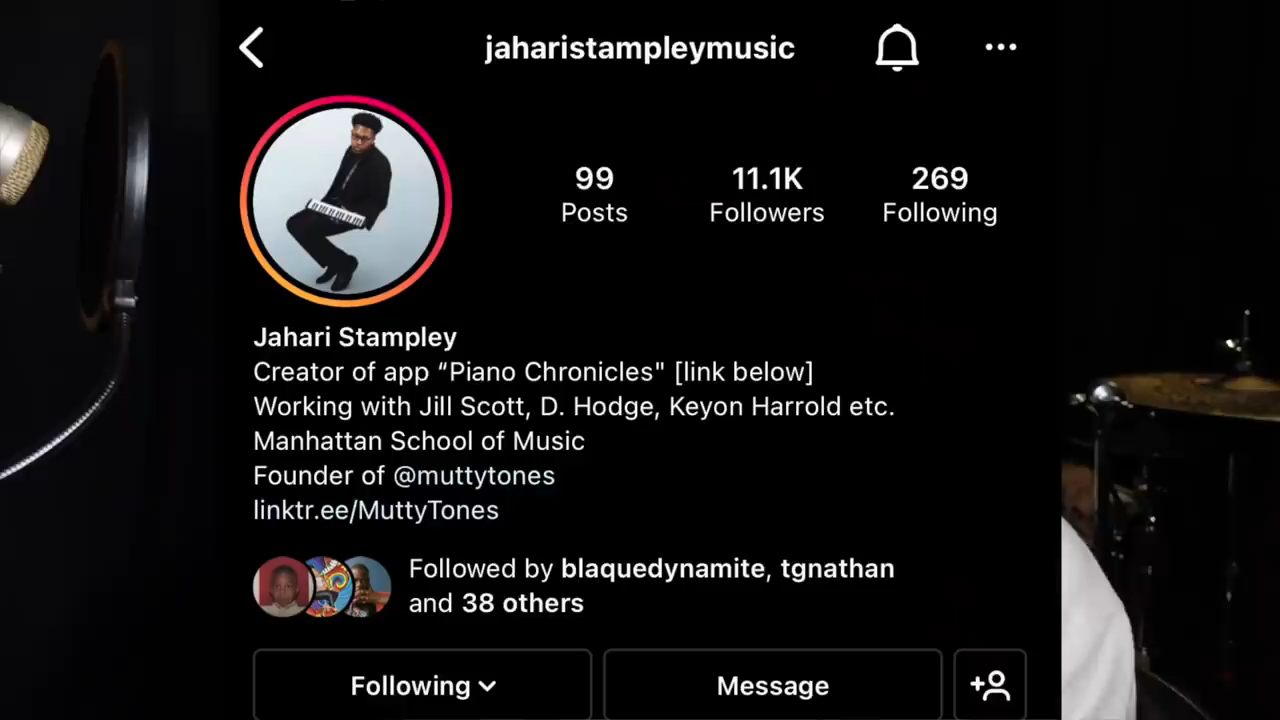 jaharistampleymusic
99
11.1K
269
Posts
Followers
Following
Jahari Stampley
Creator of app “Piano Chronicles" [link below]
Working with Jill Scott, D. Hodge, Keyon Harrold etc.
Manhattan School of Music
Founder of @muttytones
linktr.ee/MuttyTones
Followed by blaquedynamite, tgnathan
and 38 others
Following
Message